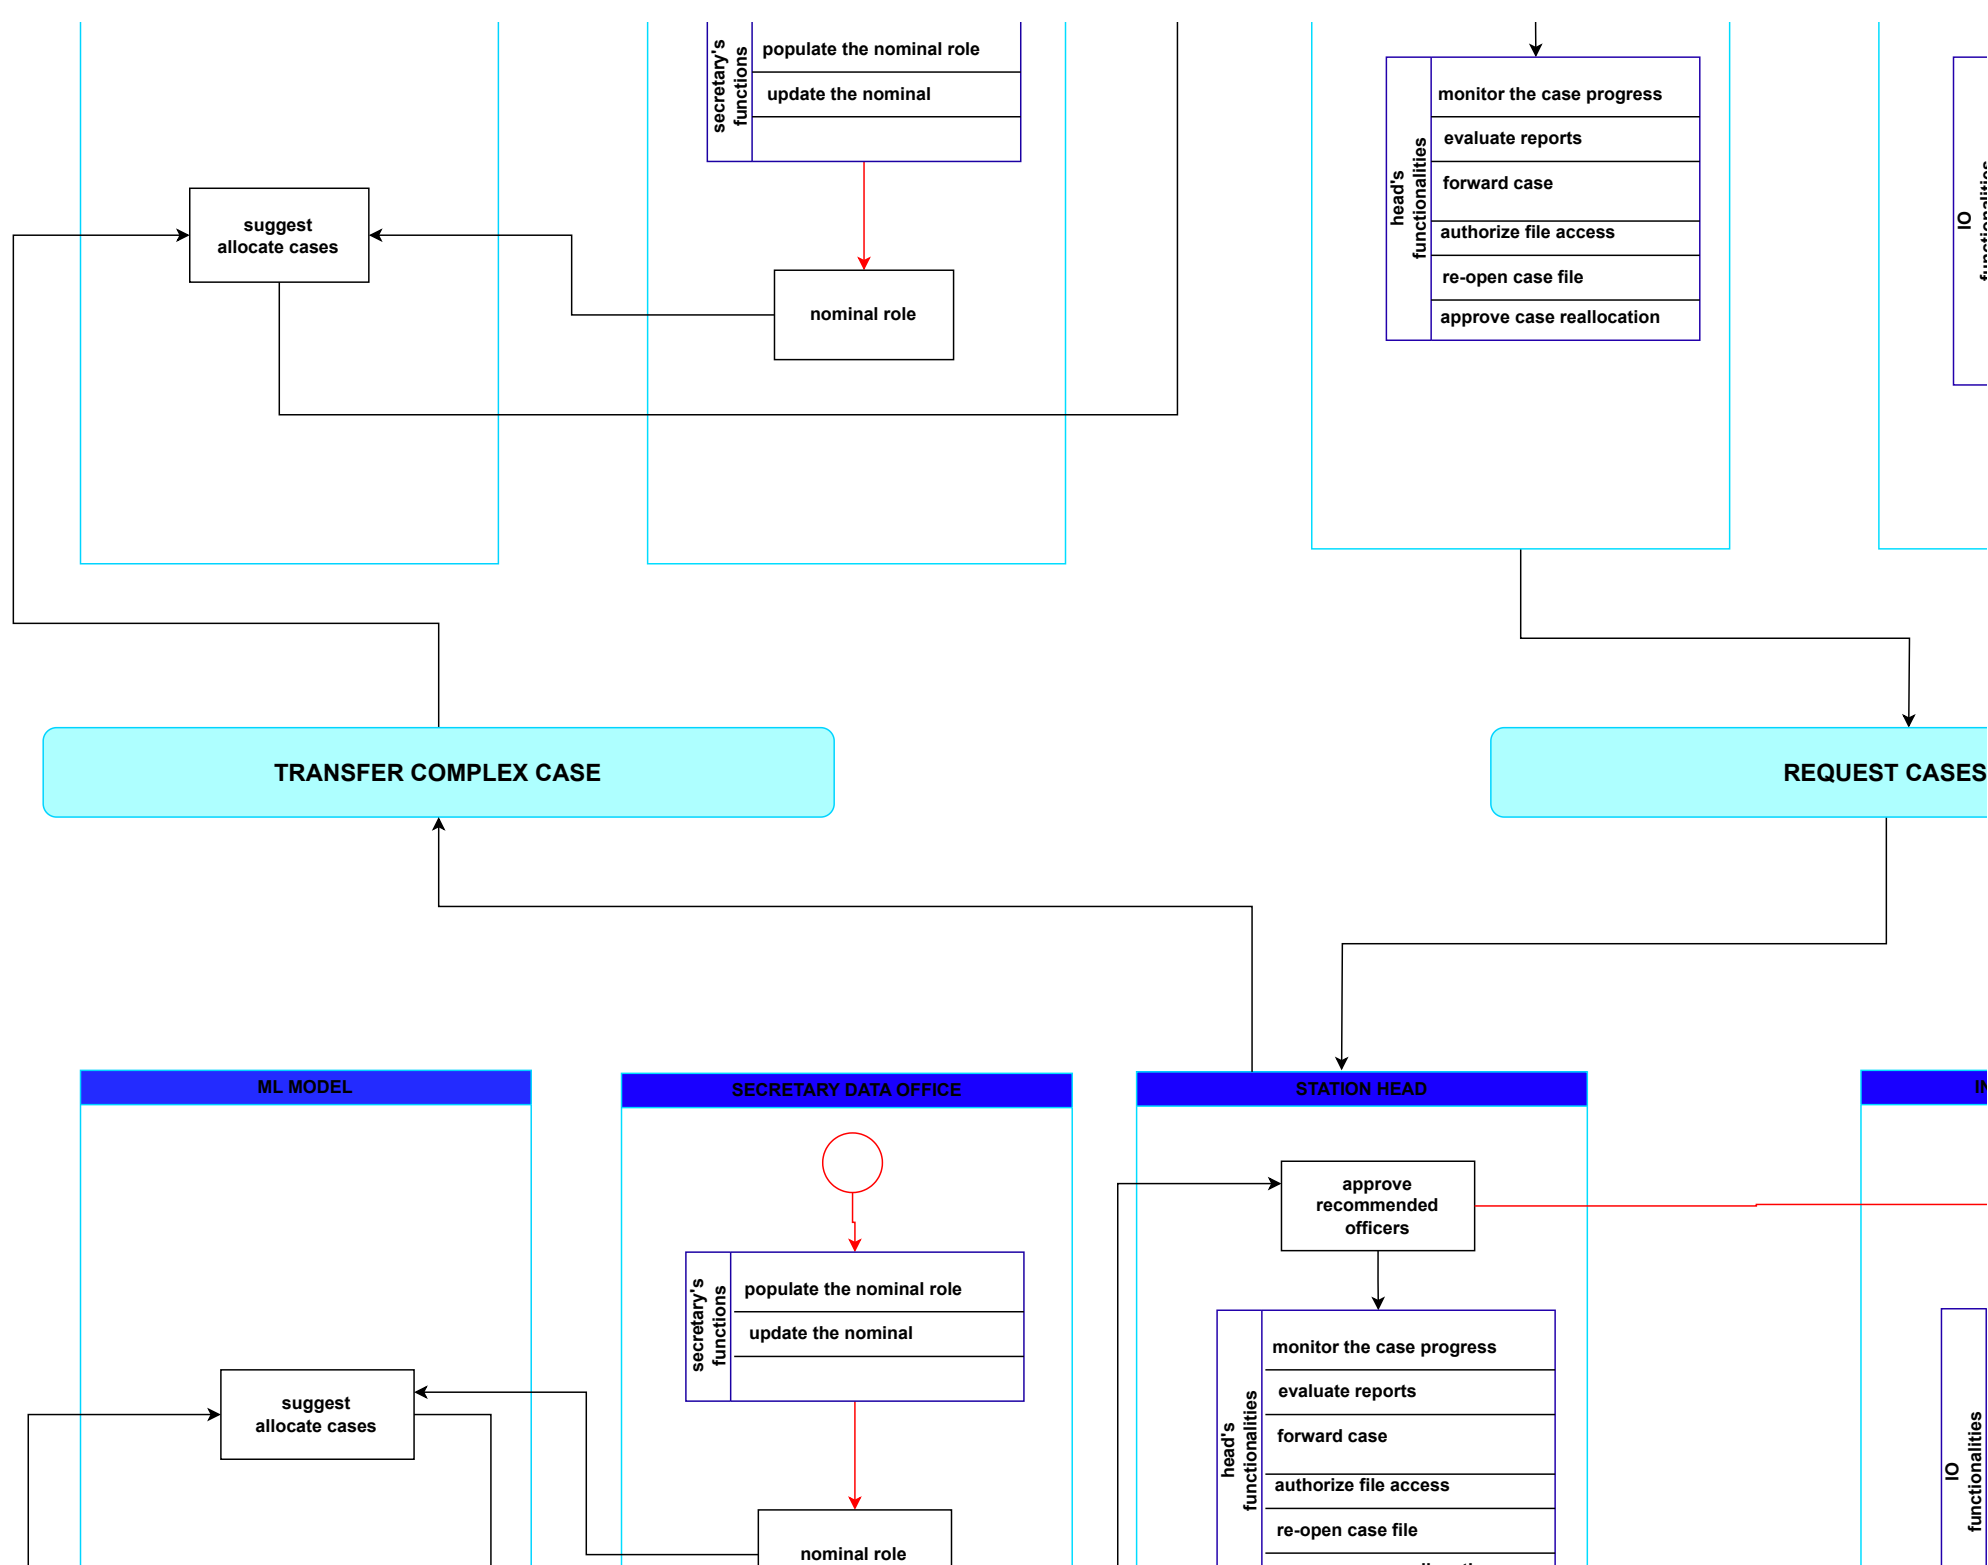 secretary's
functions
populate the nominal role
update the nominal
suggest
allocate cases
nominal role
head's
functionalities
monitor the case progress
evaluate reports
forward case
authorize file access
re-open case file
approve case reallocation
IO
functionalities
TRANSFER COMPLEX CASE
REQUEST CASES
ML MODEL
SECRETARY DATA OFFICE
STATION HEAD
secretary's
functions
populate the nominal role
update the nominal
suggest
allocate cases
nominal role
approve
recommended
officers
head's
functionalities
monitor the case progress
evaluate reports
forward case
authorize file access
re-open case file
IO
functionalities